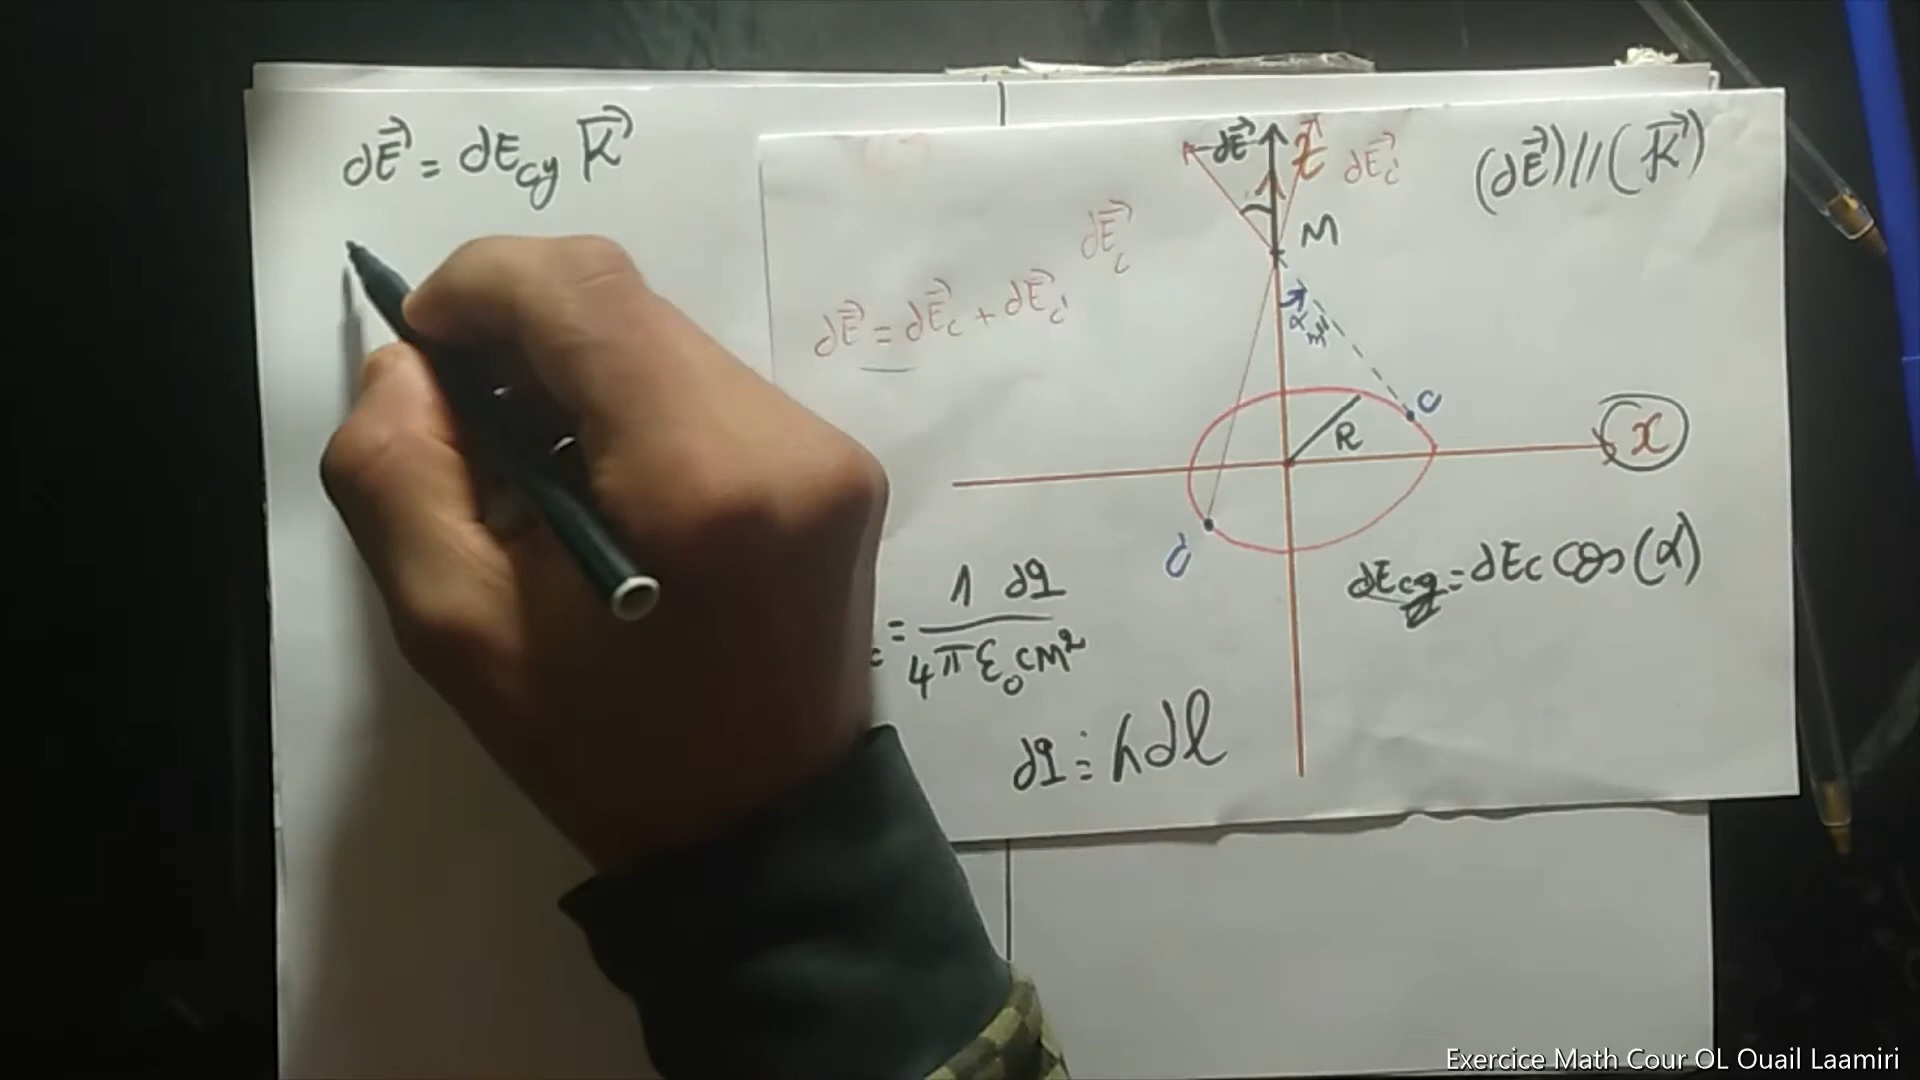 dE⃗ = dEcy K⃗
dE⃗ z⃗ dE⃗c' (dE⃗)//(K⃗)
M
dE⃗c
dE⃗ = dE⃗c + dE⃗c'
α
c
R
x
c'
c = 1 dq / 4πε₀cm²
dEcy = dEc cos(α)
dq = λdl
Exercice Math Cour OL Ouail Laamiri